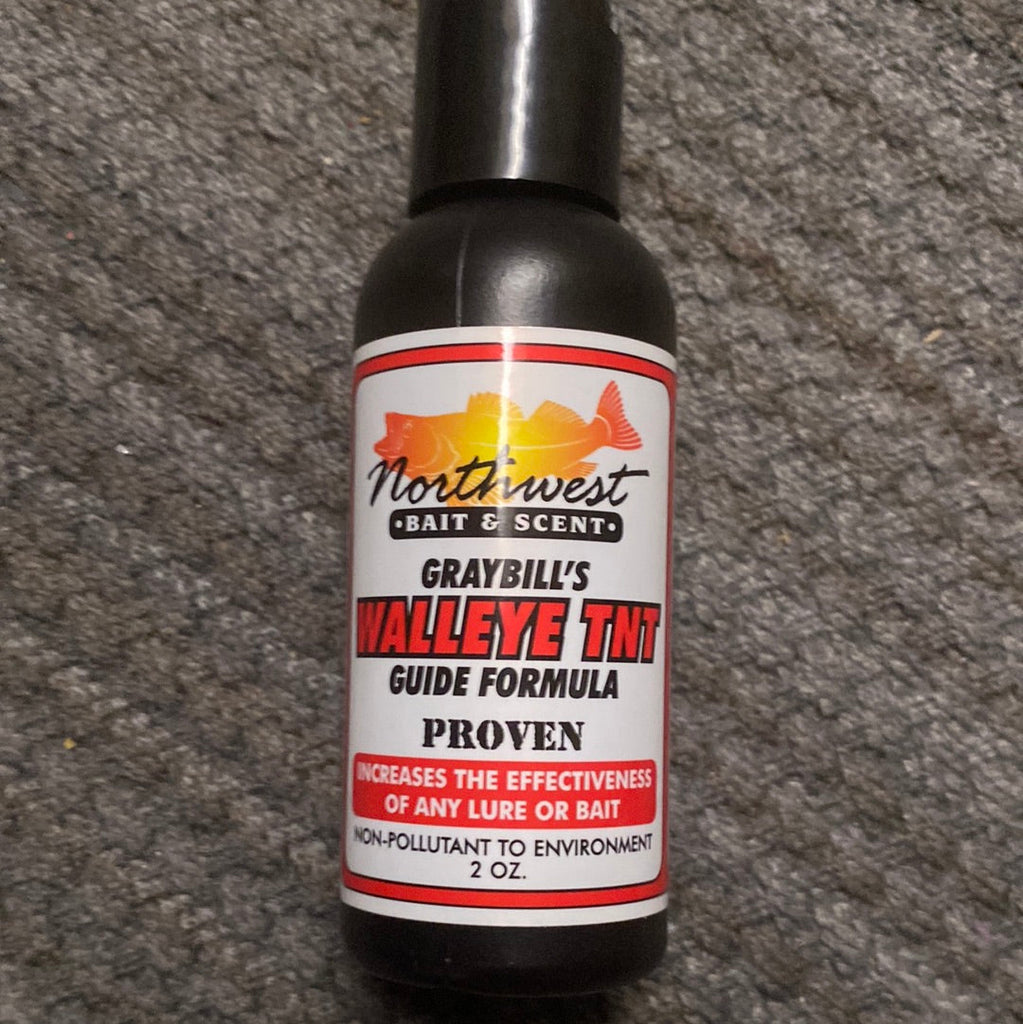 Northwest
•BAIT & SCENT•
GRAYBILL'S
WALLEYE TNT
GUIDE FORMULA
PROVEN
INCREASES THE EFFECTIVENESS
OF ANY LURE OR BAIT
NON-POLLUTANT TO ENVIRONMENT
2 OZ.